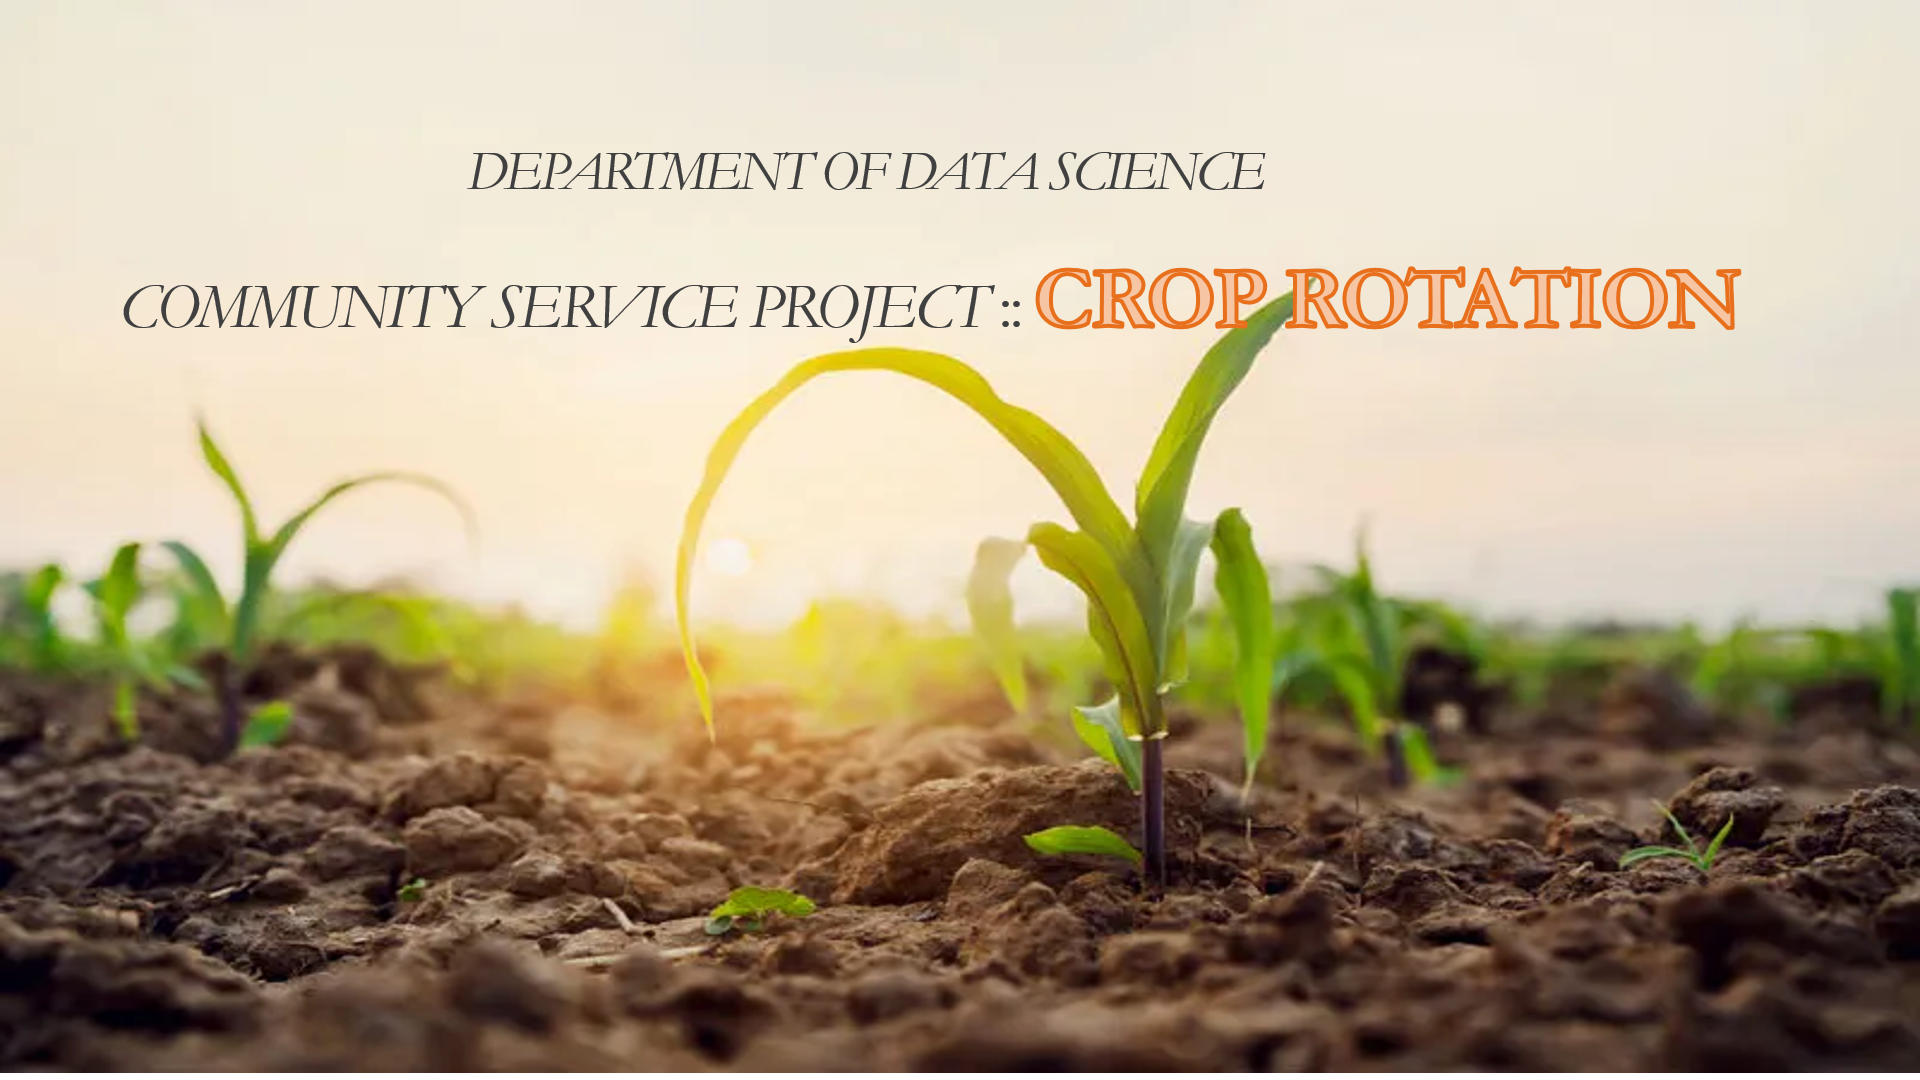 DEPARTMENT OF DATA SCIENCE
COMMUNITY SERVICE PROJECT :: CROP ROTATION